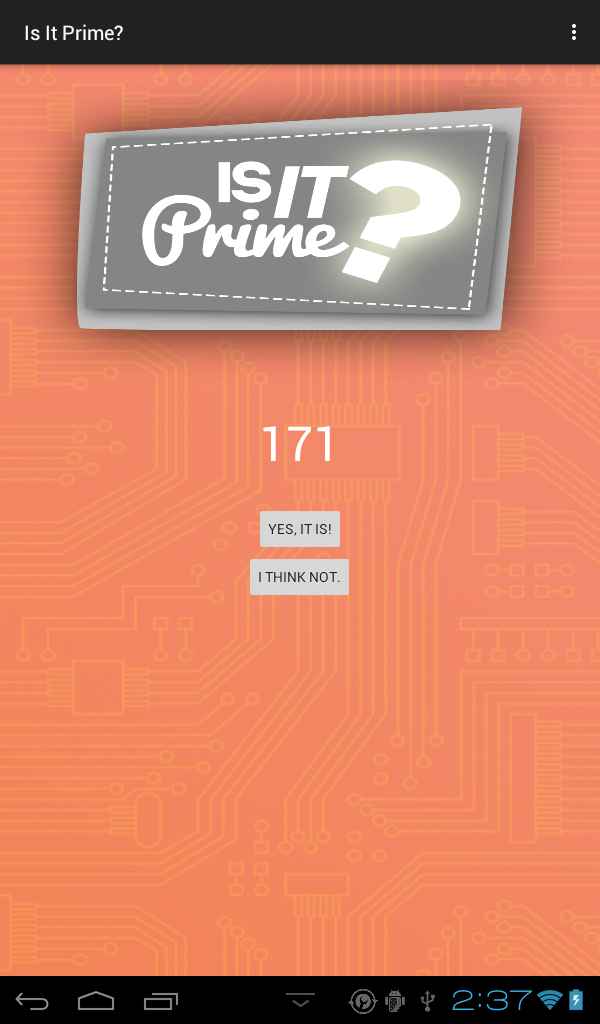 Is It Prime?
IS IT
Prime?
171
YES, IT IS!
I THINK NOT.
2:37